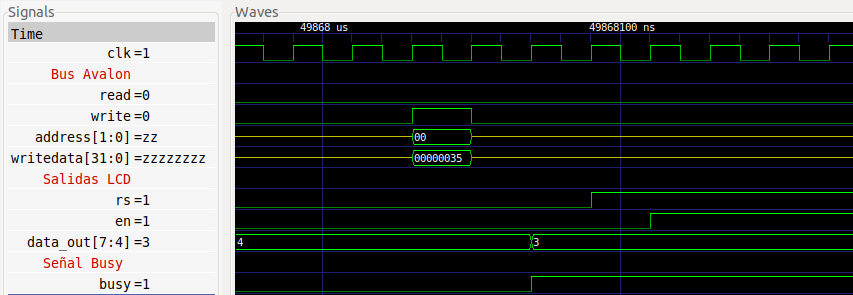 Signals
Waves
Time
49868 us
49868100 ns
clk=1
Bus Avalon
read=0
write=0
address[1:0]=zz
00
writedata[31:0]=zzzzzzzz
00000035
Salidas LCD
rs=1
en=1
data_out[7:4]=3
4
3
Señal Busy
busy=1